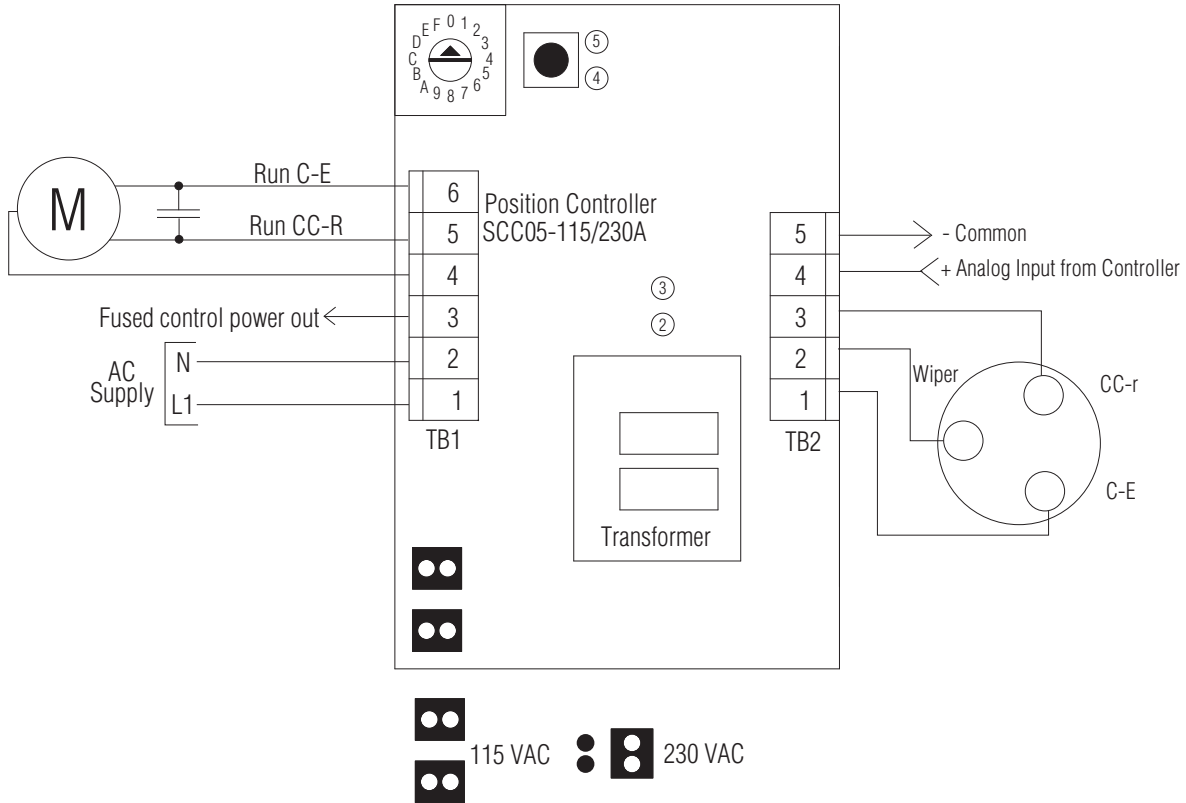 F 0 1 2 3 4 5 6 7 8 9 A B C D E
5
4
M
Run C-E
Run CC-R
Fused control power out
AC
Supply
N
L1
6
5
4
3
2
1
TB1
Position Controller
SCC05-115/230A
3
2
Transformer
5
4
3
2
1
TB2
- Common
+ Analog Input from Controller
Wiper
CC-r
C-E
115 VAC
230 VAC